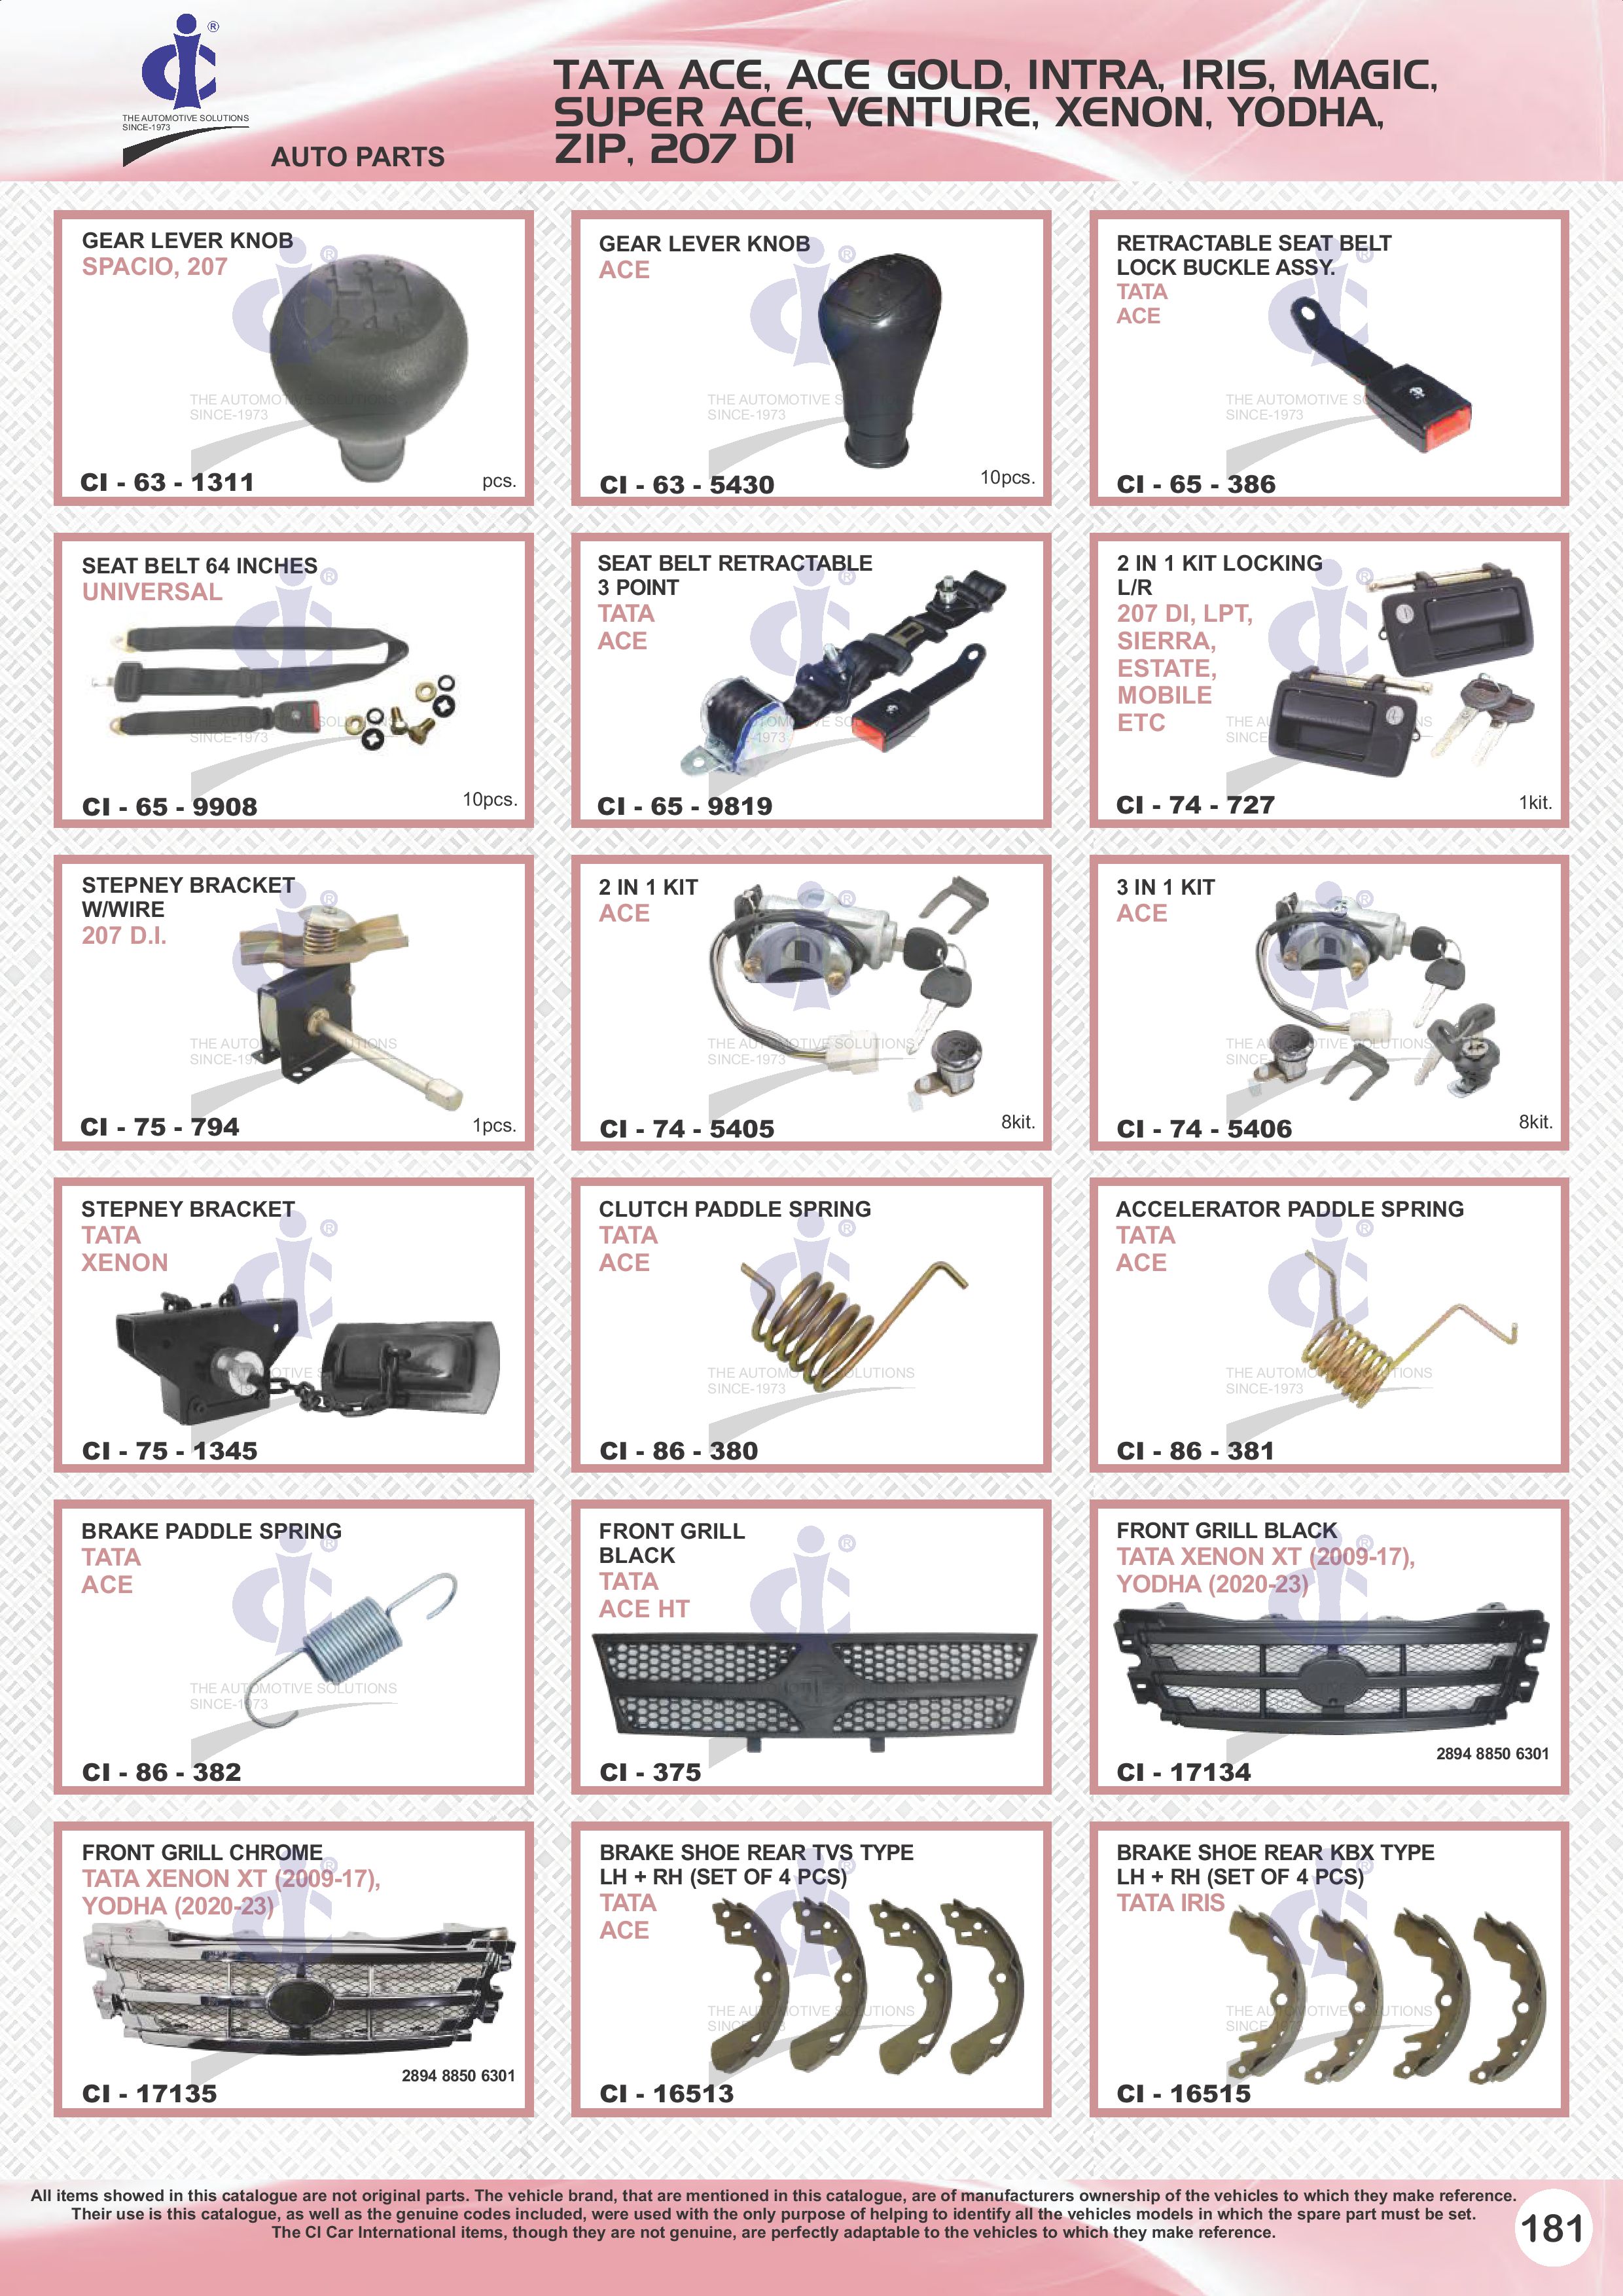 ®
THE AUTOMOTIVE SOLUTIONS
SINCE-1973
AUTO PARTS
TATA ACE, ACE GOLD, INTRA, IRIS, MAGIC,
SUPER ACE, VENTURE, XENON, YODHA,
ZIP, 207 DI
GEAR LEVER KNOB
SPACIO, 207
CI - 63 - 1311
pcs.
GEAR LEVER KNOB
ACE
CI - 63 - 5430
10pcs.
RETRACTABLE SEAT BELT
LOCK BUCKLE ASSY.
TATA
ACE
CI - 65 - 386
SEAT BELT 64 INCHES
UNIVERSAL
CI - 65 - 9908
10pcs.
SEAT BELT RETRACTABLE
3 POINT
TATA
ACE
CI - 65 - 9819
2 IN 1 KIT LOCKING
L/R
207 DI, LPT,
SIERRA,
ESTATE,
MOBILE
ETC
CI - 74 - 727
1kit.
STEPNEY BRACKET
W/WIRE
207 D.I.
CI - 75 - 794
1pcs.
2 IN 1 KIT
ACE
CI - 74 - 5405
8kit.
3 IN 1 KIT
ACE
CI - 74 - 5406
8kit.
STEPNEY BRACKET
TATA
XENON
CI - 75 - 1345
CLUTCH PADDLE SPRING
TATA
ACE
CI - 86 - 380
ACCELERATOR PADDLE SPRING
TATA
ACE
CI - 86 - 381
BRAKE PADDLE SPRING
TATA
ACE
CI - 86 - 382
FRONT GRILL
BLACK
TATA
ACE HT
CI - 375
FRONT GRILL BLACK
TATA XENON XT (2009-17),
YODHA (2020-23)
2894 8850 6301
CI - 17134
FRONT GRILL CHROME
TATA XENON XT (2009-17),
YODHA (2020-23)
2894 8850 6301
CI - 17135
BRAKE SHOE REAR TVS TYPE
LH + RH (SET OF 4 PCS)
TATA
ACE
CI - 16513
BRAKE SHOE REAR KBX TYPE
LH + RH (SET OF 4 PCS)
TATA IRIS
CI - 16515
All items showed in this catalogue are not original parts. The vehicle brand, that are mentioned in this catalogue, are of manufacturers ownership of the vehicles to which they make reference.
Their use is this catalogue, as well as the genuine codes included, were used with the only purpose of helping to identify all the vehicles models in which the spare part must be set.
The CI Car International items, though they are not genuine, are perfectly adaptable to the vehicles to which they make reference.
181